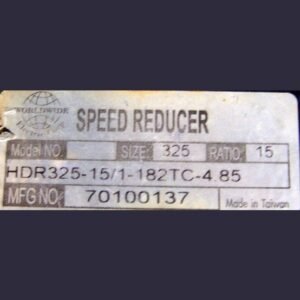 WORLDWIDE
SPEED REDUCER
Model NO. SIZE: 325 RATIO: 15
HDR325-15/1-182TC-4.85
MFG NO. 70100137 Made in Taiwan